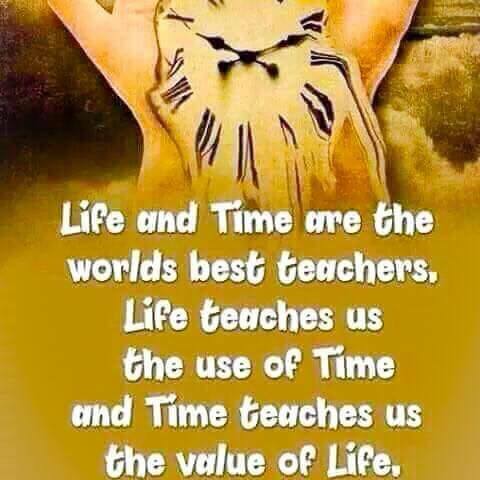 Life and Time are the
worlds best teachers.
Life teaches us
the use of Time
and Time teaches us
the value of Life.